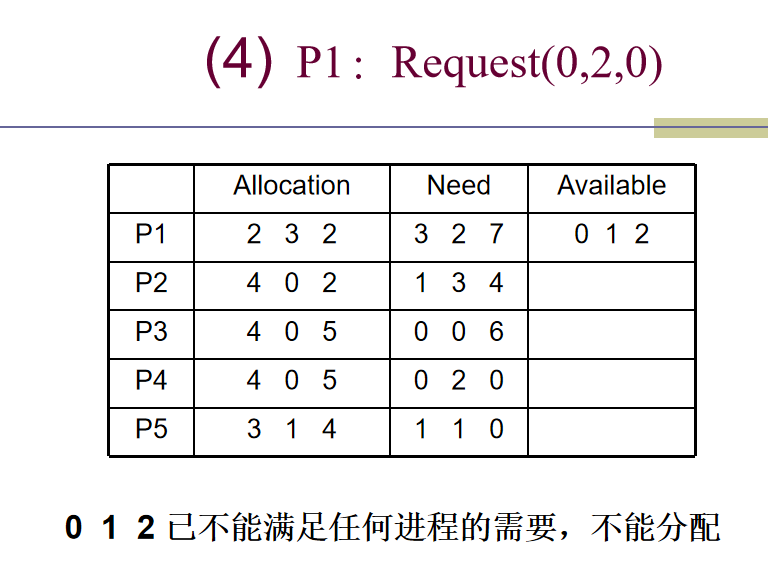 (4) P1： Request(0,2,0)
Allocation Need Available
P1 2 3 2 3 2 7 0 1 2
P2 4 0 2 1 3 4
P3 4 0 5 0 0 6
P4 4 0 5 0 2 0
P5 3 1 4 1 1 0
0 1 2 已不能满足任何进程的需要，不能分配